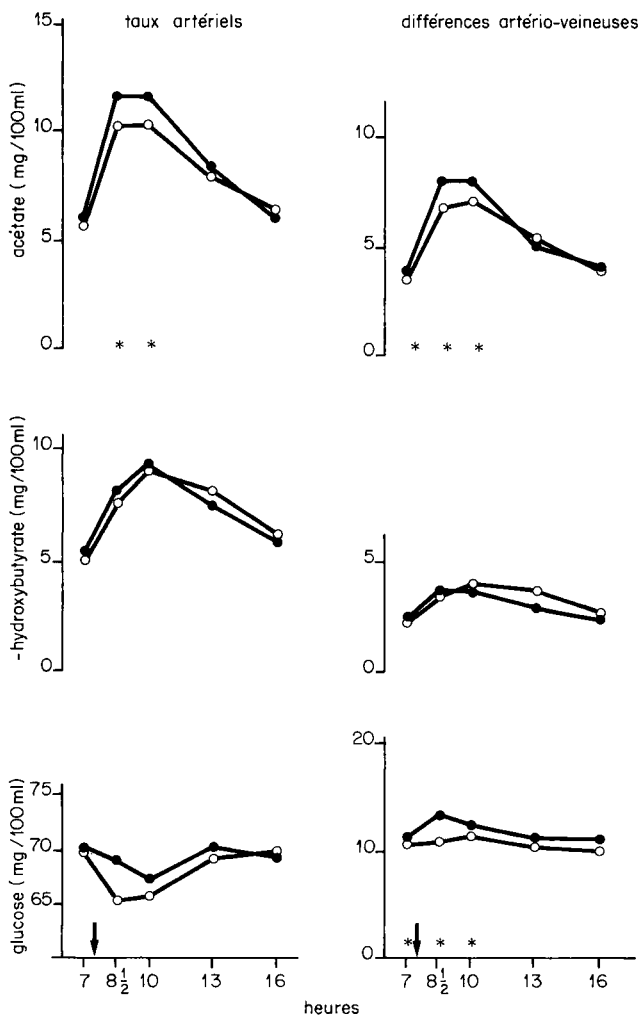 taux artériels
différences artério-veineuses
acétate (mg/100ml)
15
10
5
0
* *
10
5
0
* * *
-hydroxybutyrate (mg/100ml)
10
5
0
5
0
glucose (mg/100ml)
75
70
65
20
10
0
* * *
7 8½ 10 13 16
7 8½ 10 13 16
heures